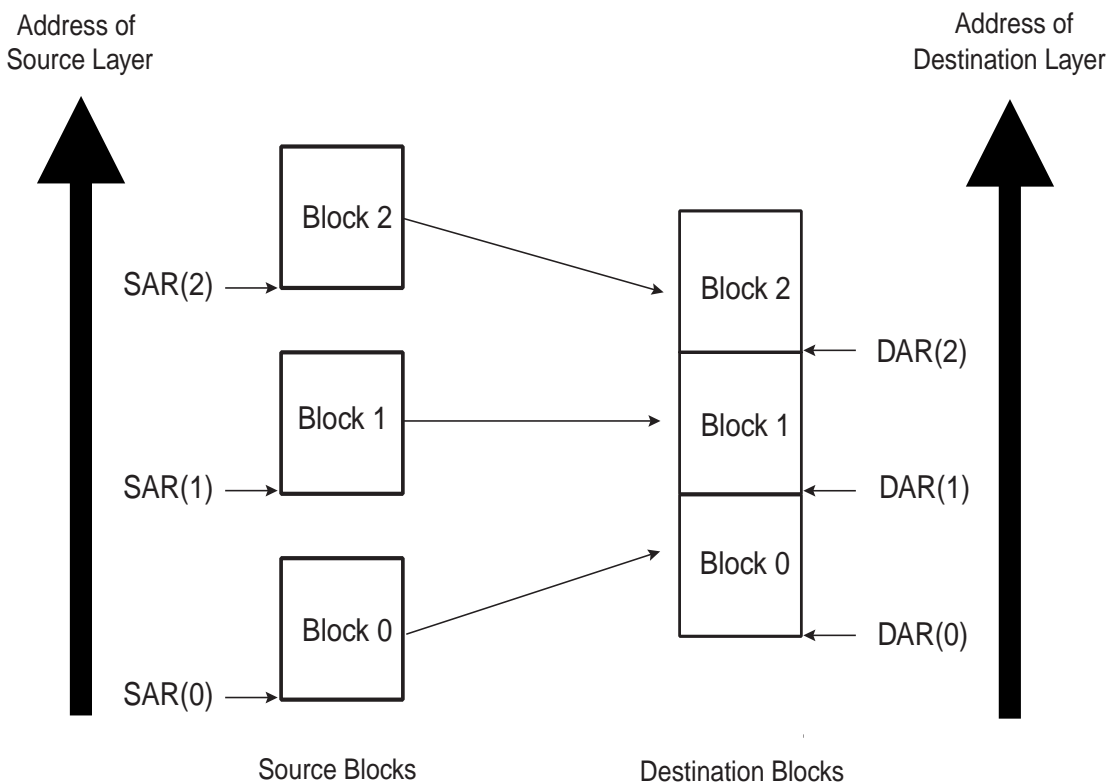 Address of
Source Layer
Address of
Destination Layer
Block 2
SAR(2)
Block 2
DAR(2)
Block 1
Block 1
SAR(1)
DAR(1)
Block 0
Block 0
DAR(0)
SAR(0)
Source Blocks
Destination Blocks